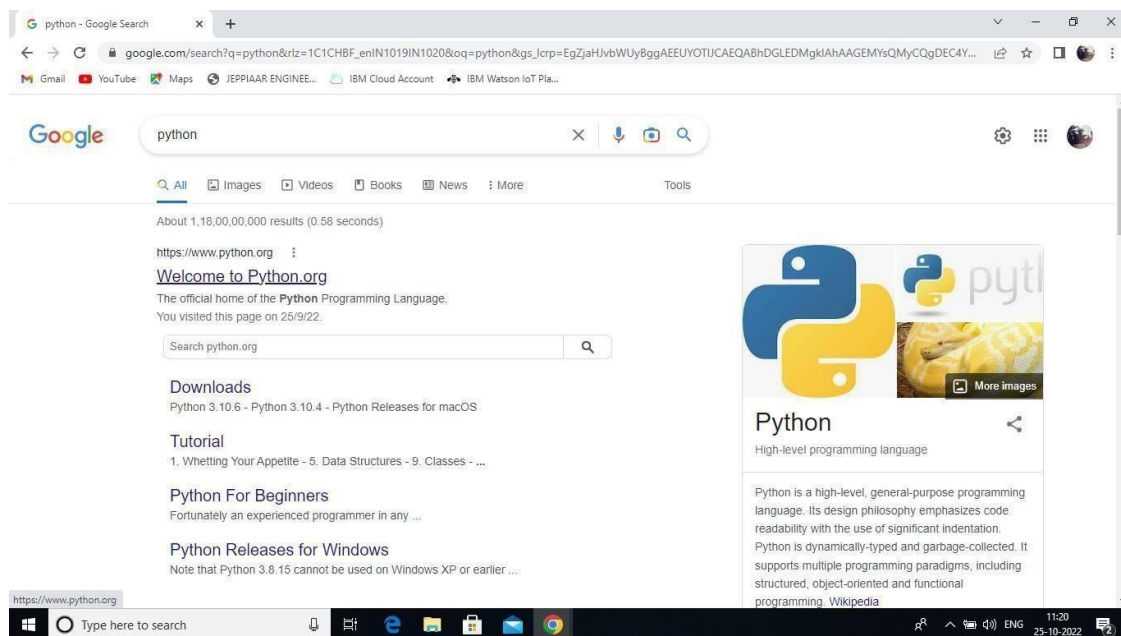 python - Google Search
google.com/search?q=python&rlz=1C1CHBF_enIN1019IN1020&oq=python&gs_lcrp=EgZjaHJvbWUyBggAEEUYOTIJCAEQABhDGLEDMgkIAhAAGEMYsQMyCQgDEC4Y...
Gmail YouTube Maps JEPPIAAR ENGINEE... IBM Cloud Account IBM Watson IoT Pla...
Google
python
All Images Videos Books News More Tools
About 1,18,00,00,000 results (0.58 seconds)
https://www.python.org
Welcome to Python.org
The official home of the Python Programming Language.
You visited this page on 25/9/22.
Search python.org
Downloads
Python 3.10.6 - Python 3.10.4 - Python Releases for macOS
Tutorial
1. Whetting Your Appetite - 5. Data Structures - 9. Classes - ...
Python For Beginners
Fortunately an experienced programmer in any ...
Python Releases for Windows
Note that Python 3.8.15 cannot be used on Windows XP or earlier ...
pyt
More images
Python
High-level programming language
Python is a high-level, general-purpose programming
language. Its design philosophy emphasizes code
readability with the use of significant indentation.
Python is dynamically-typed and garbage-collected. It
supports multiple programming paradigms, including
structured, object-oriented and functional
programming. Wikipedia
https://www.python.org
Type here to search
ENG
11:20
25-10-2022
2